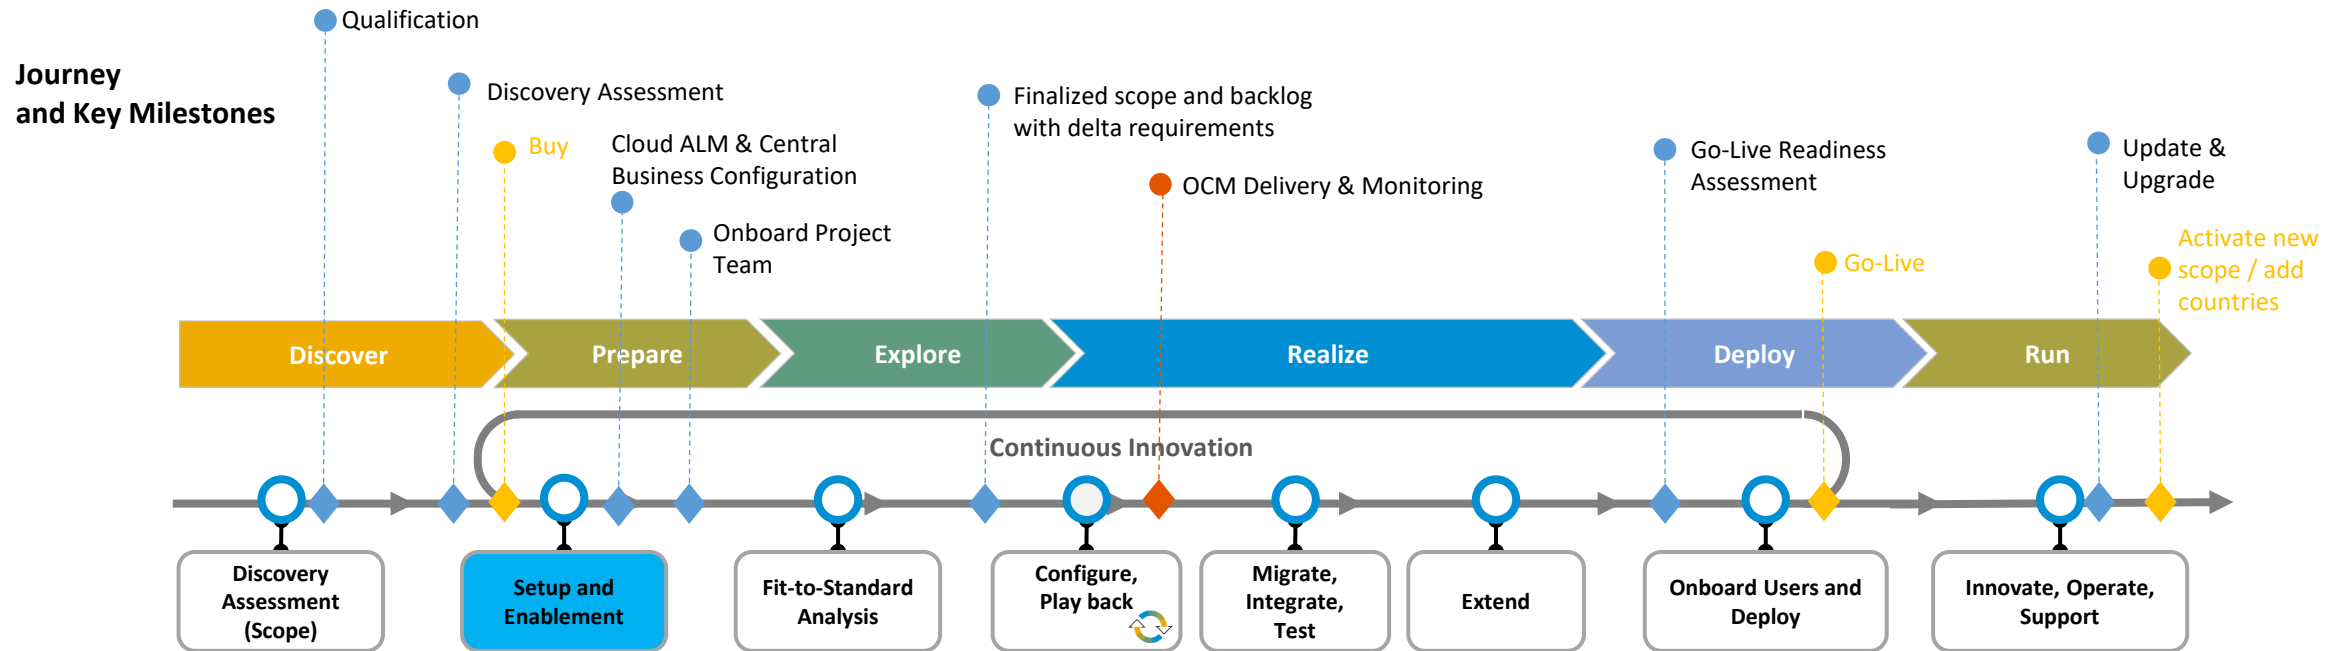 Qualification
Journey
and Key Milestones
Discovery Assessment
Buy
Cloud ALM & Central
Business Configuration
Onboard Project
Team
Finalized scope and backlog
with delta requirements
OCM Delivery & Monitoring
Go-Live Readiness
Assessment
Go-Live
Update &
Upgrade
Activate new
scope / add
countries
Discover
Prepare
Explore
Realize
Deploy
Run
Continuous Innovation
Discovery
Assessment
(Scope)
Setup and
Enablement
Fit-to-Standard
Analysis
Configure,
Play back
Migrate,
Integrate,
Test
Extend
Onboard Users and
Deploy
Innovate, Operate,
Support